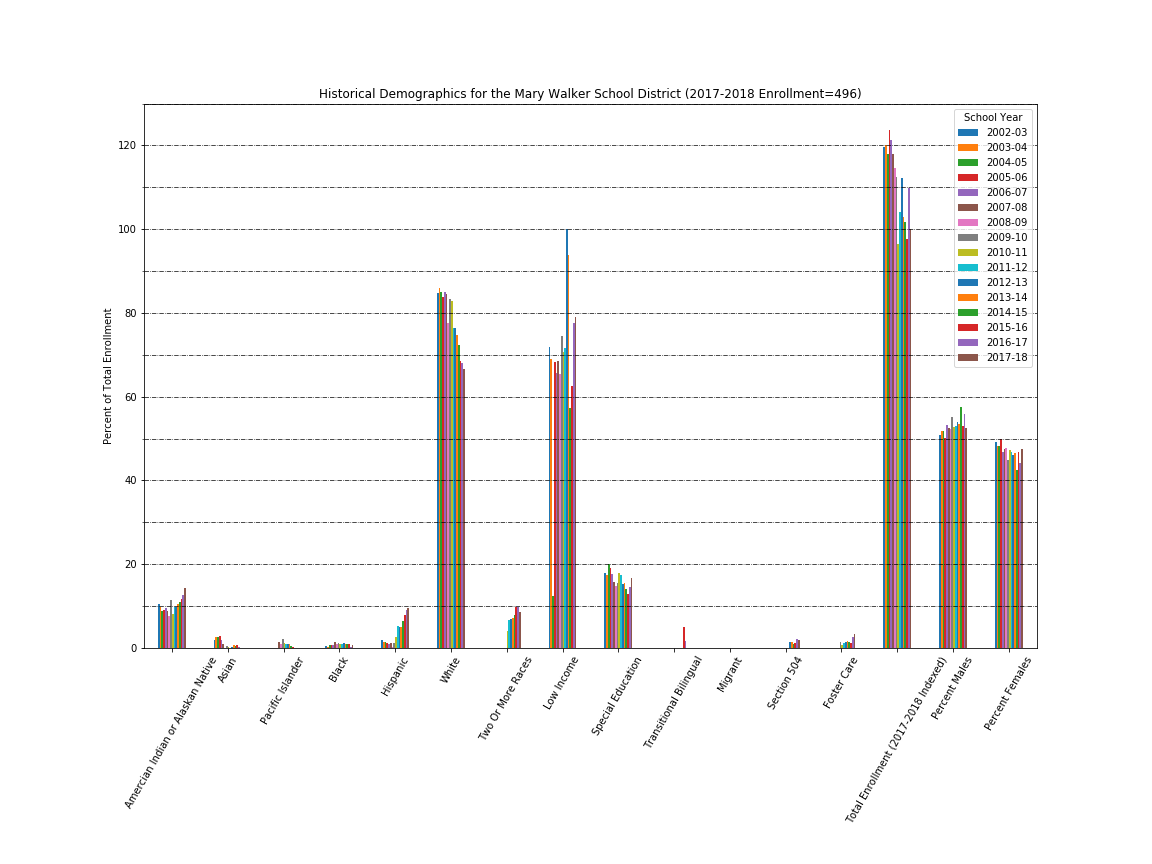 Historical Demographics for the Mary Walker School District (2017-2018 Enrollment=496)
Percent of Total Enrollment
120
100
80
60
40
20
0
School Year
2002-03
2003-04
2004-05
2005-06
2006-07
2007-08
2008-09
2009-10
2010-11
2011-12
2012-13
2013-14
2014-15
2015-16
2016-17
2017-18
Amercian Indian or Alaskan Native
Asian
Pacific Islander
Black
Hispanic
White
Two Or More Races
Low Income
Special Education
Transitional Bilingual
Migrant
Section 504
Foster Care
Total Enrollment (2017-2018 Indexed)
Percent Males
Percent Females